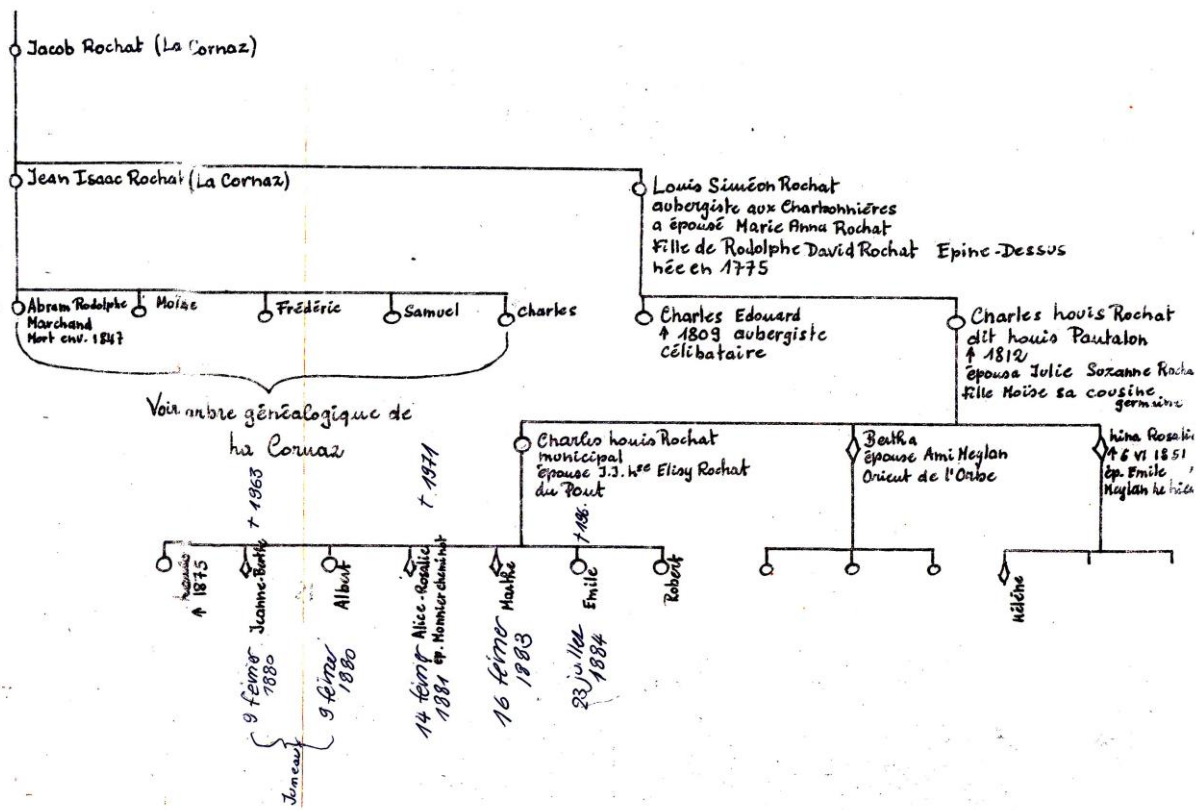 Jacob Rochat (La Cornaz)
Jean Isaac Rochat (La Cornaz)
Louis Siméon Rochat
aubergiste aux Charbonnières
a épousé Marie Anna Rochat
Fille de Rodolphe David Rochat Epine-Dessus
née en 1775
Abram Rodolphe
Marchand
Mort env. 1847
Moïse
Frédéric
Samuel
Charles
Charles Edouard
↑ 1809 aubergiste
célibataire
Charles Louis Rochat
dit Louis Pantalon
↑ 1812
épousa Julie Suzanne Rocha
Fille Moïse sa cousine
germaine
Voir arbre généalogique de
La Cornaz
Charles Louis Rochat
municipal
épouse J.J. Lse Elisy Rochat
du Pont
Bertha
épouse Ami Meylan
Orient de l'Orbe
Lina Rosalie
↑ 6 VI 1851
ép. Emile
Meylan Le
† 1963
† 1971
† 196.
↑ 1875
Jeanne-Berthe
Albert
Alice-Rosalie
ép. Monnier cheminot
Marthe
Emile
Robert
Hélène
9 février
1880
9 février
1880
14 février
1881
16 février
1883
23 juillet
1884
Jumeaux